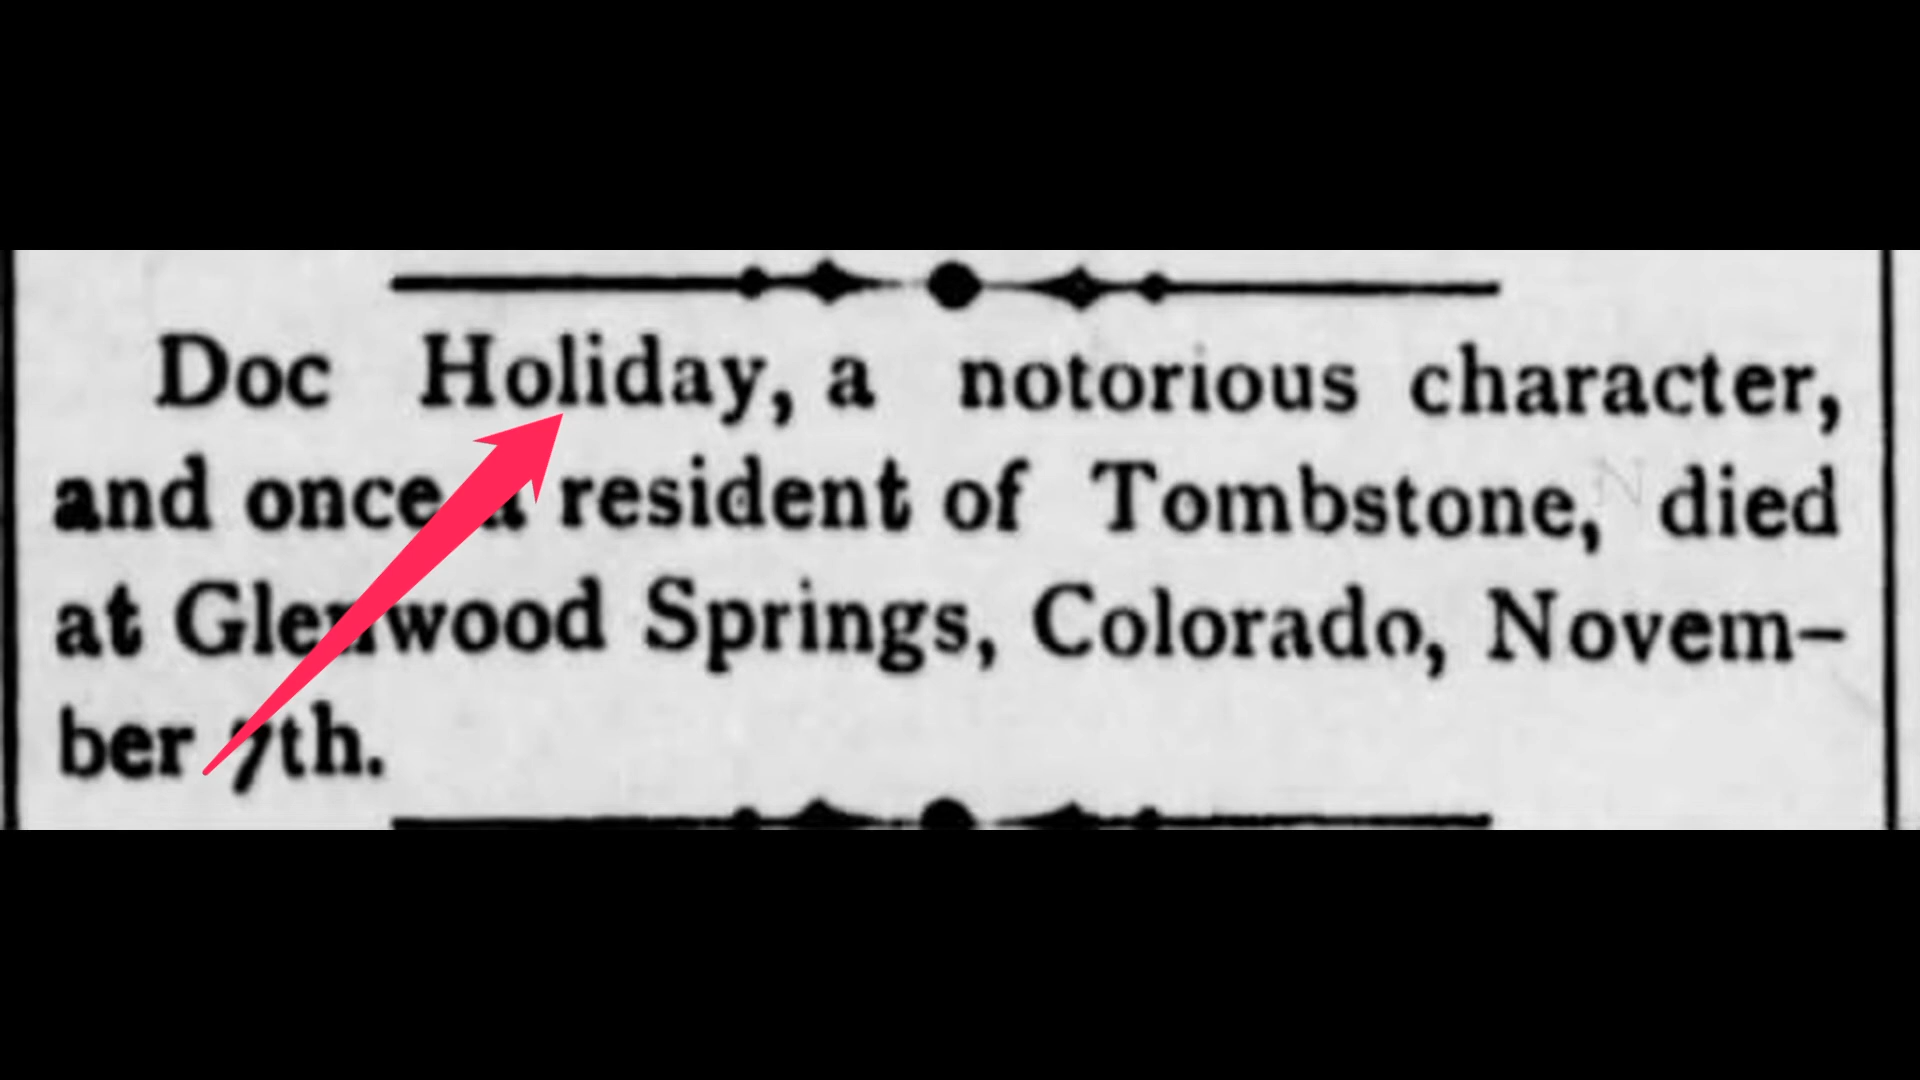 Doc Holiday, a notorious character,
and once a resident of Tombstone, died
at Glenwood Springs, Colorado, Novem-
ber 7th.